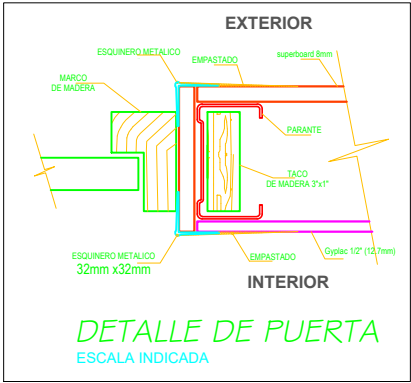 EXTERIOR
ESQUINERO METALICO
EMPASTADO
superboard 8mm
MARCO
DE MADERA
PARANTE
TACO
DE MADERA 3"x1"
ESQUINERO METALICO
32mm x32mm
EMPASTADO
Gyplac 1/2" (12.7mm)
INTERIOR
DETALLE DE PUERTA
ESCALA INDICADA